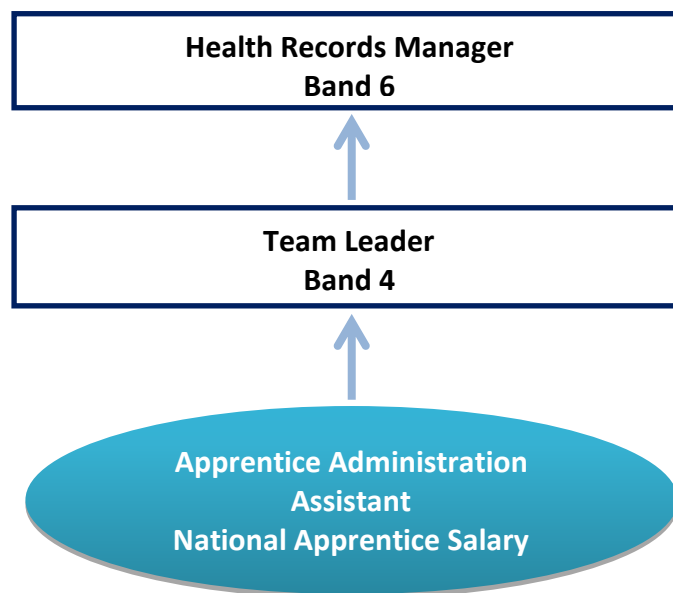 Health Records Manager
Band 6
Team Leader
Band 4
Apprentice Administration
Assistant
National Apprentice Salary